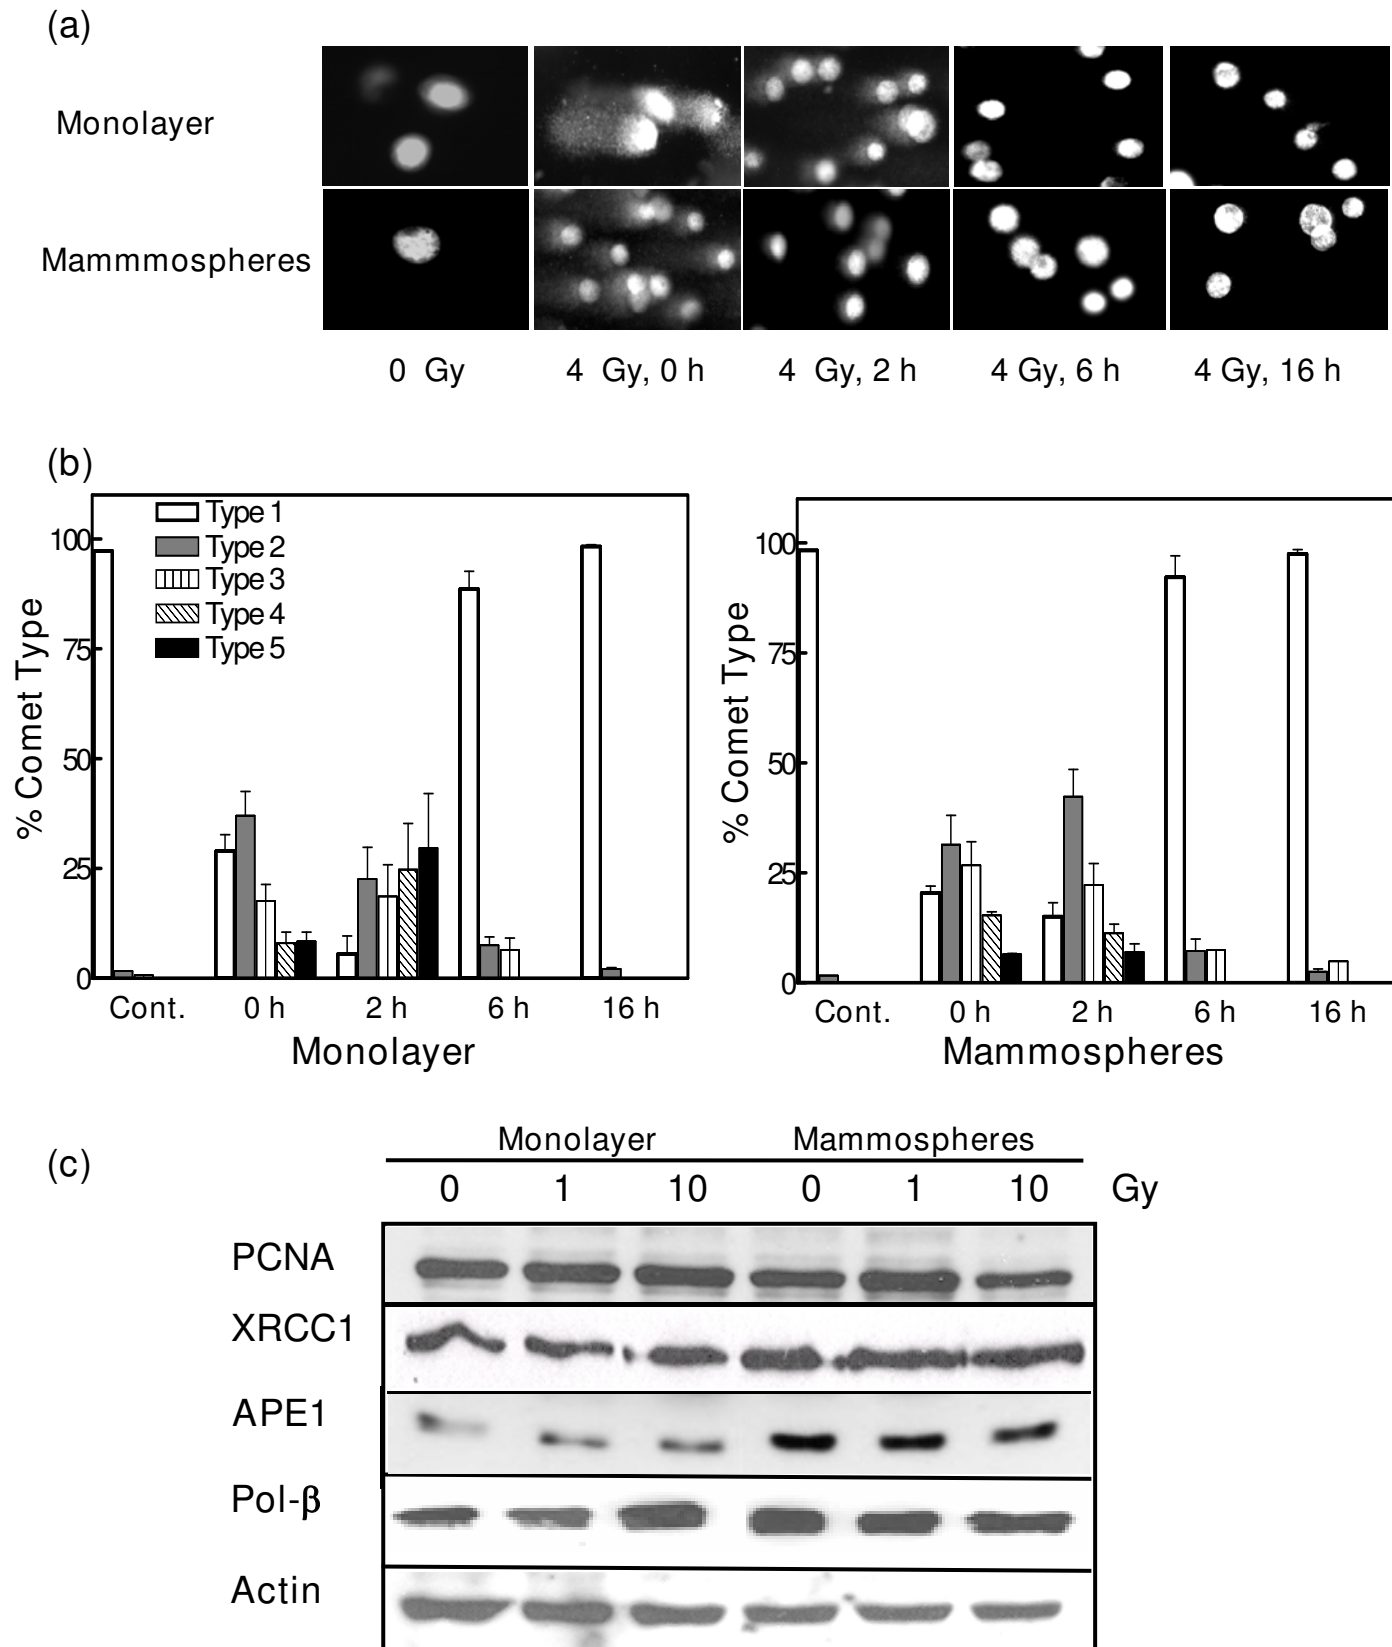 (a)
Monolayer
Mammmospheres
0 Gy
4 Gy, 0 h
4 Gy, 2 h
4 Gy, 6 h
4 Gy, 16 h
(b)
% Comet Type
100
75
50
25
0
Type 1
Type 2
Type 3
Type 4
Type 5
Cont.
0 h
2 h
6 h
16 h
Monolayer
% Comet Type
100
75
50
25
0
Cont.
0 h
2 h
6 h
16 h
Mammospheres
(c)
Monolayer
Mammospheres
0 1 10 0 1 10 Gy
PCNA
XRCC1
APE1
Pol-β
Actin